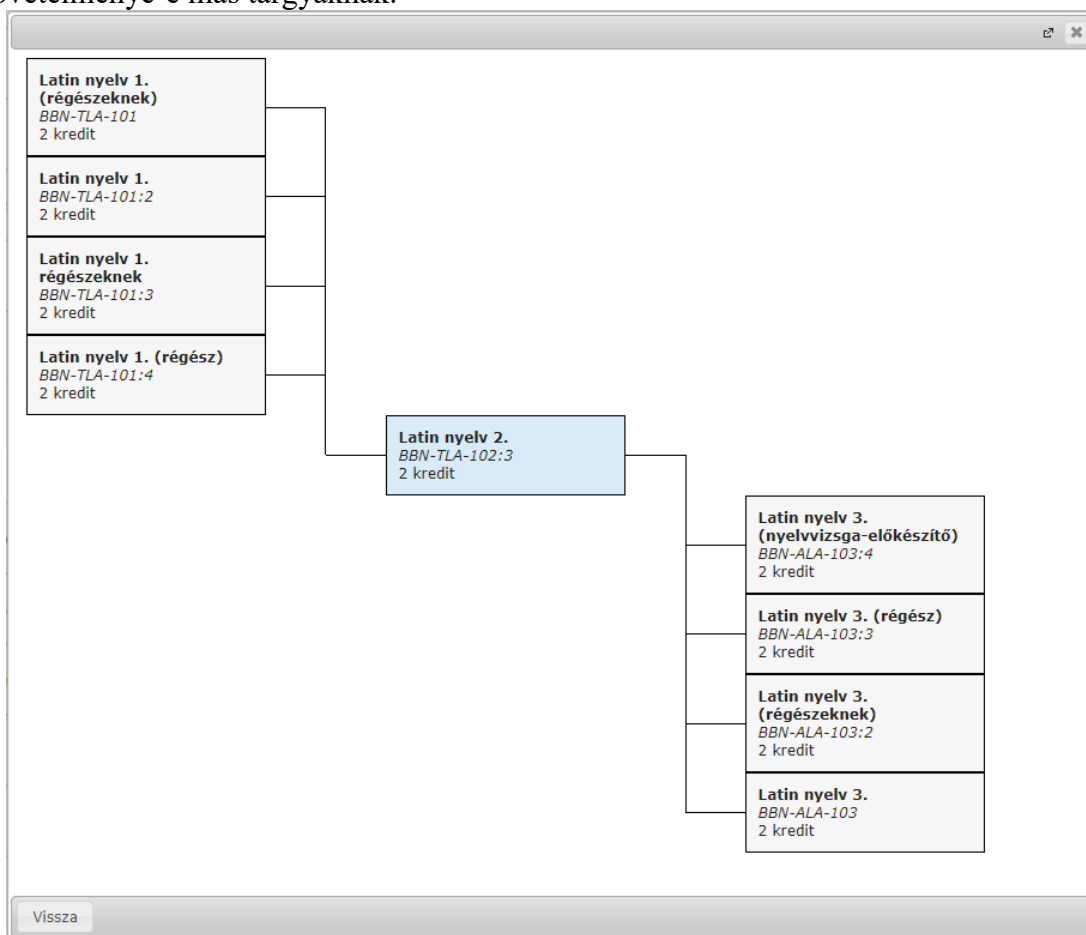 Latin nyelv 1.
(régészeknek)
BBN-TLA-101
2 kredit
Latin nyelv 1.
BBN-TLA-101:2
2 kredit
Latin nyelv 1.
régészeknek
BBN-TLA-101:3
2 kredit
Latin nyelv 1. (régész)
BBN-TLA-101:4
2 kredit
Latin nyelv 2.
BBN-TLA-102:3
2 kredit
Latin nyelv 3.
(nyelvvizsga-előkészítő)
BBN-ALA-103:4
2 kredit
Latin nyelv 3. (régész)
BBN-ALA-103:3
2 kredit
Latin nyelv 3.
(régészeknek)
BBN-ALA-103:2
2 kredit
Latin nyelv 3.
BBN-ALA-103
2 kredit
Vissza